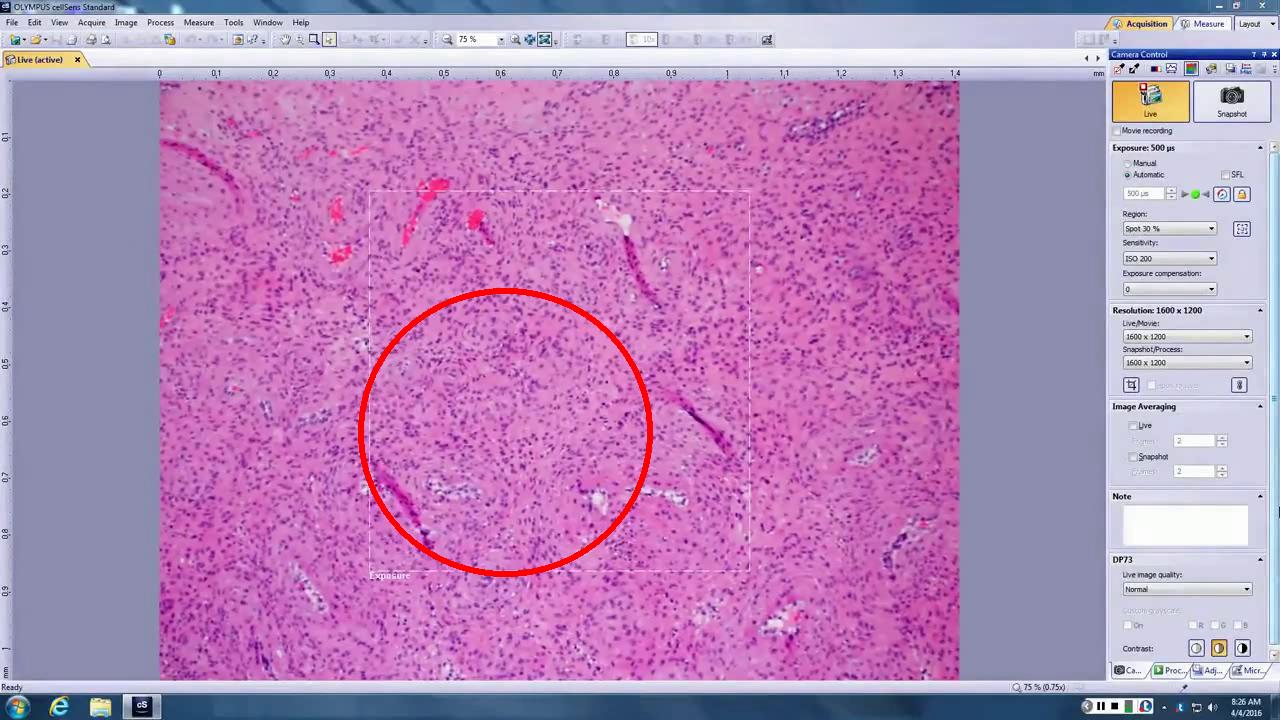 OLYMPUS cellSens Standard
File Edit View Acquire Image Process Measure Tools Window Help
Acquisition Measure Layout
75 %
10x
Live (active)
Camera Control
0 0,1 0,2 0,3 0,4 0,5 0,6 0,7 0,8 0,9 1 1,1 1,2 1,3 1,4 mm
0,1
0,2
0,3
0,4
0,5
0,6
0,7
0,8
0,9
1
mm
Live Snapshot
Movie recording
Exposure: 500 µs
Manual
Automatic SFL
500 µs
Region:
Spot 30 %
Sensitivity:
ISO 200
Exposure compensation:
0
Resolution: 1600 x 1200
Live/Movie:
1600 x 1200
Snapshot/Process:
1600 x 1200
Image Averaging
Live
Frames: 2
Snapshot
Frames: 2
Note
Exposure
DP73
Live image quality:
Normal
Custom grayscale:
On R G B
Contrast:
Ca... Proc... Adj... Micr...
Ready
75 % (0.75x)
cS
8:26 AM
4/4/2016